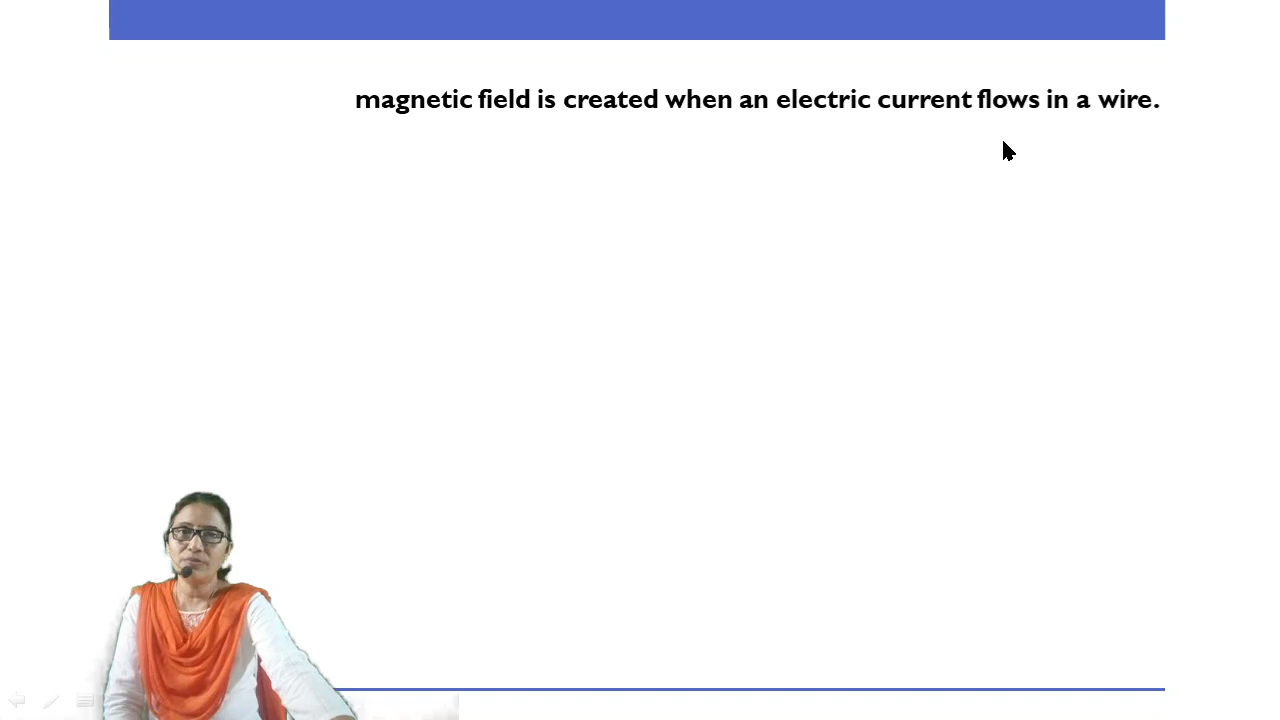 magnetic field is created when an electric current flows in a wire.